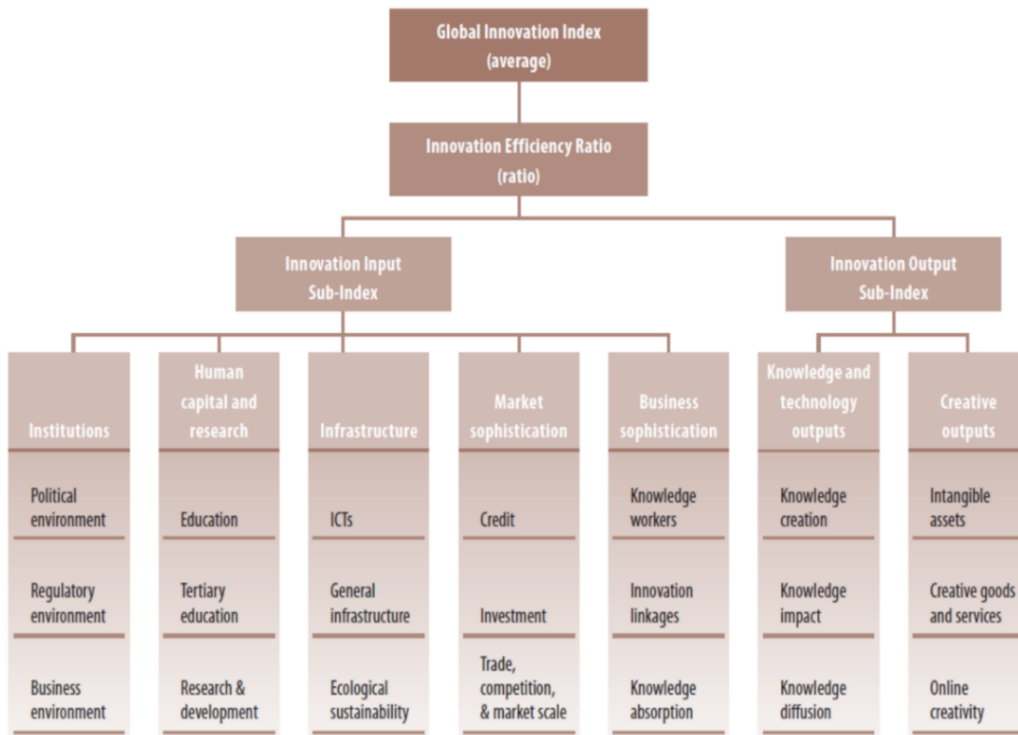 Global Innovation Index
(average)
Innovation Efficiency Ratio
(ratio)
Innovation Input
Sub-Index
Innovation Output
Sub-Index
Institutions
Human
capital and
research
Infrastructure
Market
sophistication
Business
sophistication
Knowledge and
technology
outputs
Creative
outputs
Political
environment
Education
ICTs
Credit
Knowledge
workers
Knowledge
creation
Intangible
assets
Regulatory
environment
Tertiary
education
General
infrastructure
Investment
Innovation
linkages
Knowledge
impact
Creative goods
and services
Business
environment
Research &
development
Ecological
sustainability
Trade,
competition,
& market scale
Knowledge
absorption
Knowledge
diffusion
Online
creativity